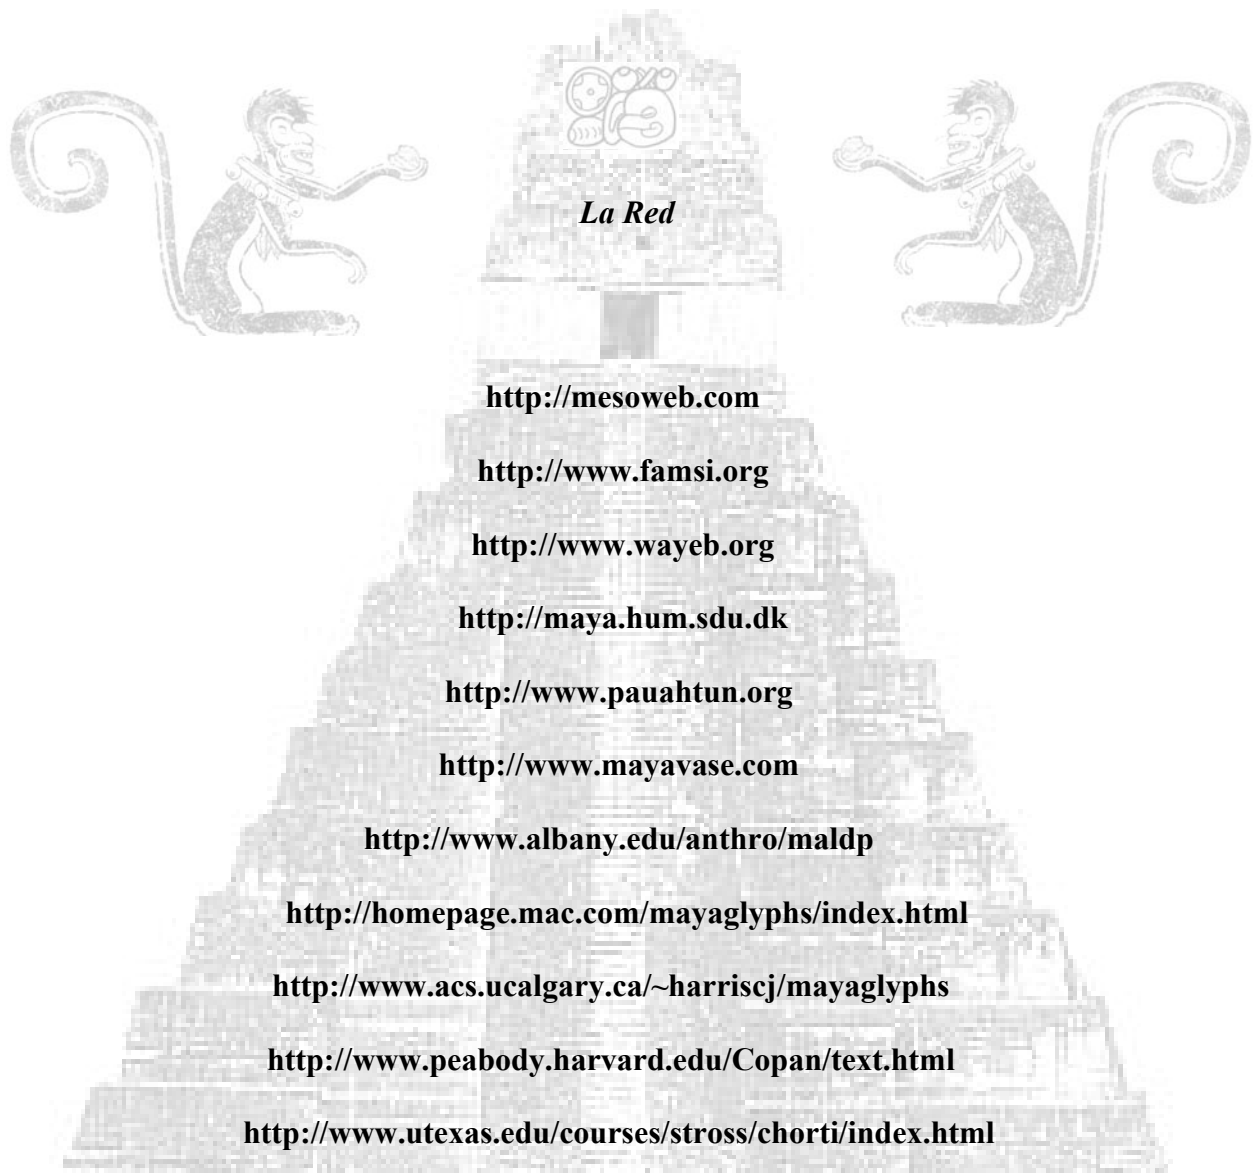 La Red
http://mesoweb.com
http://www.famsi.org
http://www.wayeb.org
http://maya.hum.sdu.dk
http://www.pauahtun.org
http://www.mayavase.com
http://www.albany.edu/anthro/maldp
http://homepage.mac.com/mayaglyphs/index.html
http://www.acs.ucalgary.ca/~harriscj/mayaglyphs
http://www.peabody.harvard.edu/Copan/text.html
http://www.utexas.edu/courses/stross/chorti/index.html